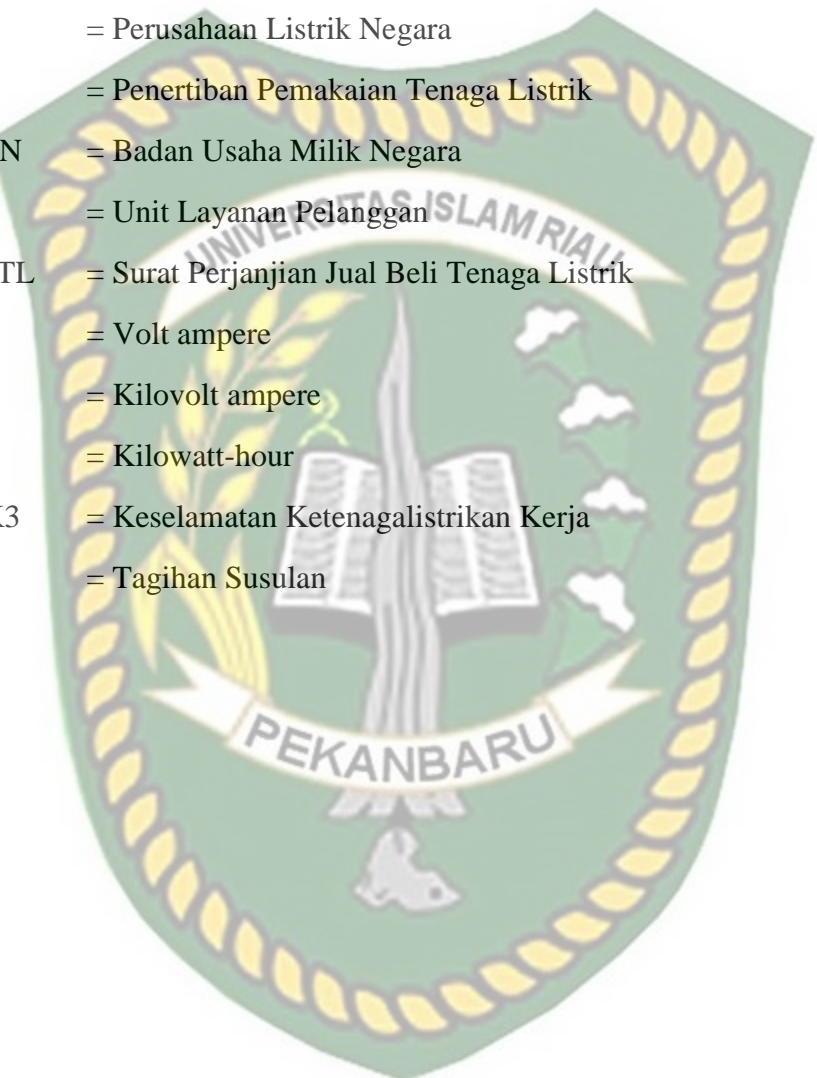 = Perusahaan Listrik Negara
= Penertiban Pemakaian Tenaga Listrik
N = Badan Usaha Milik Negara
= Unit Layanan Pelanggan
UNIVERSITAS ISLAM RIAU
TL = Surat Perjanjian Jual Beli Tenaga Listrik
= Volt ampere
= Kilovolt ampere
= Kilowatt-hour
K3 = Keselamatan Ketenagalistrikan Kerja
= Tagihan Susulan
PEKANBARU